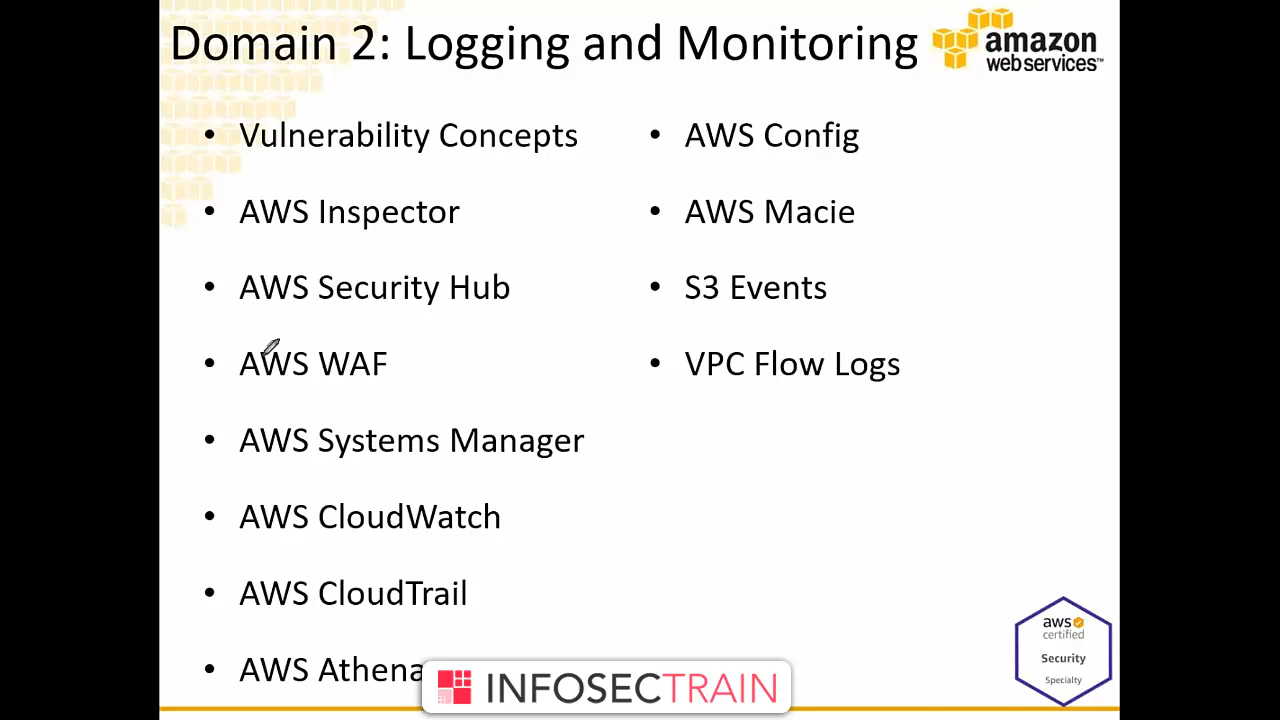 Domain 2: Logging and Monitoring
amazon
web services™
• Vulnerability Concepts
• AWS Inspector
• AWS Security Hub
• AWS WAF
• AWS Systems Manager
• AWS CloudWatch
• AWS CloudTrail
• AWS Athena
• AWS Config
• AWS Macie
• S3 Events
• VPC Flow Logs
aws
certified
Security
Specialty
INFOSECTRAIN